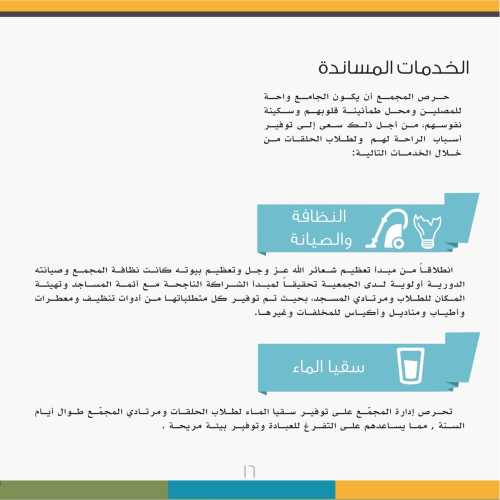 الخدمات المساندة
حرص المجمع أن يكون الجامع واحة
للمصلين ومحل طمأنينة قلوبهم وسكينة
نفوسهم، من أجل ذلك سعى إلى توفير
أسباب الراحة لهم ولطلاب الحلقات من
خلال الخدمات التالية:
النظافة
والصيانة
انطلاقاً من مبدأ تعظيم شعائر الله عز وجل وتعظيم بيوته كانت نظافة المجمع وصيانته
الدورية أولوية لدى الجمعية تحقيقاً لمبدأ الشراكة الناجحة مع أئمة المساجد وتهيئة
المكان للطلاب ومرتادي المسجد، بحيث تم توفير كل متطلباتها من أدوات تنظيف ومعطرات
وأطياب ومناديل وأكياس للمخلفات وغيرها.
سقيا الماء
تحرص إدارة المجمّع على توفير سقيا الماء لطلاب الحلقات ومرتادي المجمّع طوال أيام
السنة , مما يساعدهم على التفرغ للعبادة وتوفير بيئة مريحة .
١٦